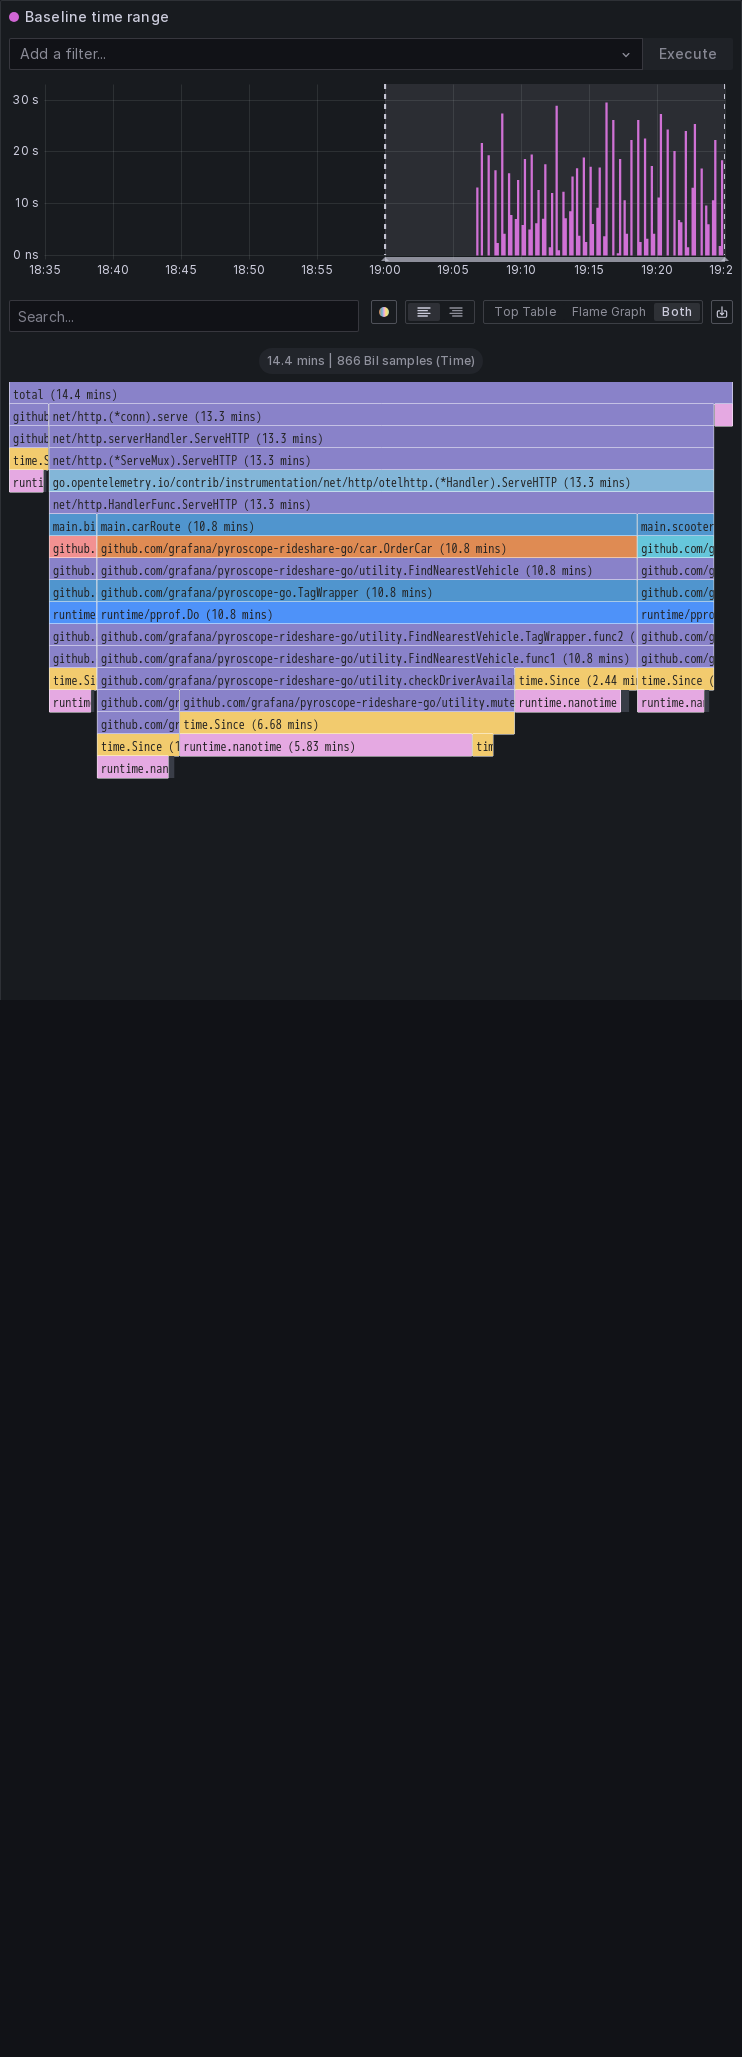 Baseline time range
Add a filter...
Execute
30 s
20 s
10 s
0 ns
18:35 18:40 18:45 18:50 18:55 19:00 19:05 19:10 19:15 19:20 19:2
Search...
Top Table Flame Graph Both
14.4 mins | 866 Bil samples (Time)
total (14.4 mins)
github net/http.(*conn).serve (13.3 mins)
github net/http.serverHandler.ServeHTTP (13.3 mins)
time.S net/http.(*ServeMux).ServeHTTP (13.3 mins)
runti go.opentelemetry.io/contrib/instrumentation/net/http/otelhttp.(*Handler).ServeHTTP (13.3 mins)
net/http.HandlerFunc.ServeHTTP (13.3 mins)
main.bi main.carRoute (10.8 mins) main.scooter
github. github.com/grafana/pyroscope-rideshare-go/car.OrderCar (10.8 mins) github.com/g
github. github.com/grafana/pyroscope-rideshare-go/utility.FindNearestVehicle (10.8 mins) github.com/g
github. github.com/grafana/pyroscope-go.TagWrapper (10.8 mins) github.com/g
runtime runtime/pprof.Do (10.8 mins) runtime/ppro
github. github.com/grafana/pyroscope-rideshare-go/utility.FindNearestVehicle.TagWrapper.func2 ( github.com/g
github. github.com/grafana/pyroscope-rideshare-go/utility.FindNearestVehicle.func1 (10.8 mins) github.com/g
time.Si github.com/grafana/pyroscope-rideshare-go/utility.checkDriverAvaila time.Since (2.44 min time.Since (
runtim github.com/gr github.com/grafana/pyroscope-rideshare-go/utility.mute runtime.nanotime runtime.na
github.com/gr time.Since (6.68 mins)
time.Since (1 runtime.nanotime (5.83 mins) tim
runtime.nan